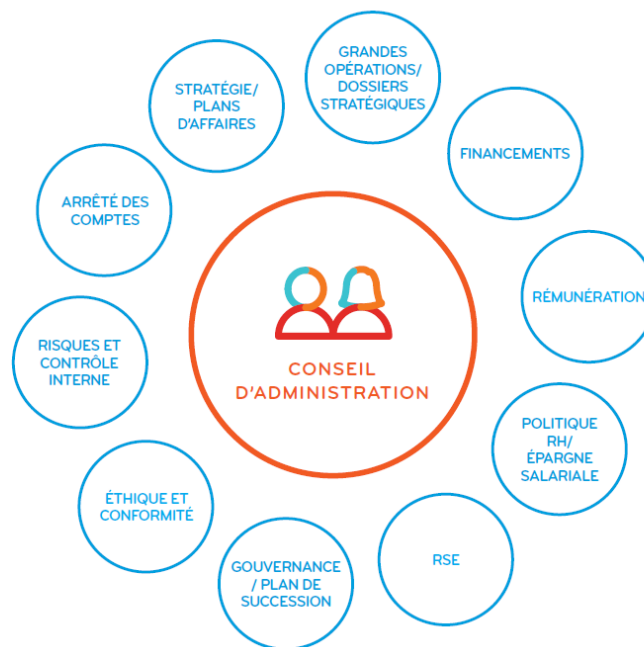 GRANDES
OPÉRATIONS/
DOSSIERS
STRATÉGIQUES
STRATÉGIE/
PLANS
D'AFFAIRES
FINANCEMENTS
ARRÊTÉ DES
COMPTES
RÉMUNÉRATION
RISQUES ET
CONTRÔLE
INTERNE
CONSEIL
D'ADMINISTRATION
POLITIQUE
RH/
ÉPARGNE
SALARIALE
ÉTHIQUE ET
CONFORMITÉ
RSE
GOUVERNANCE
/ PLAN DE
SUCCESSION